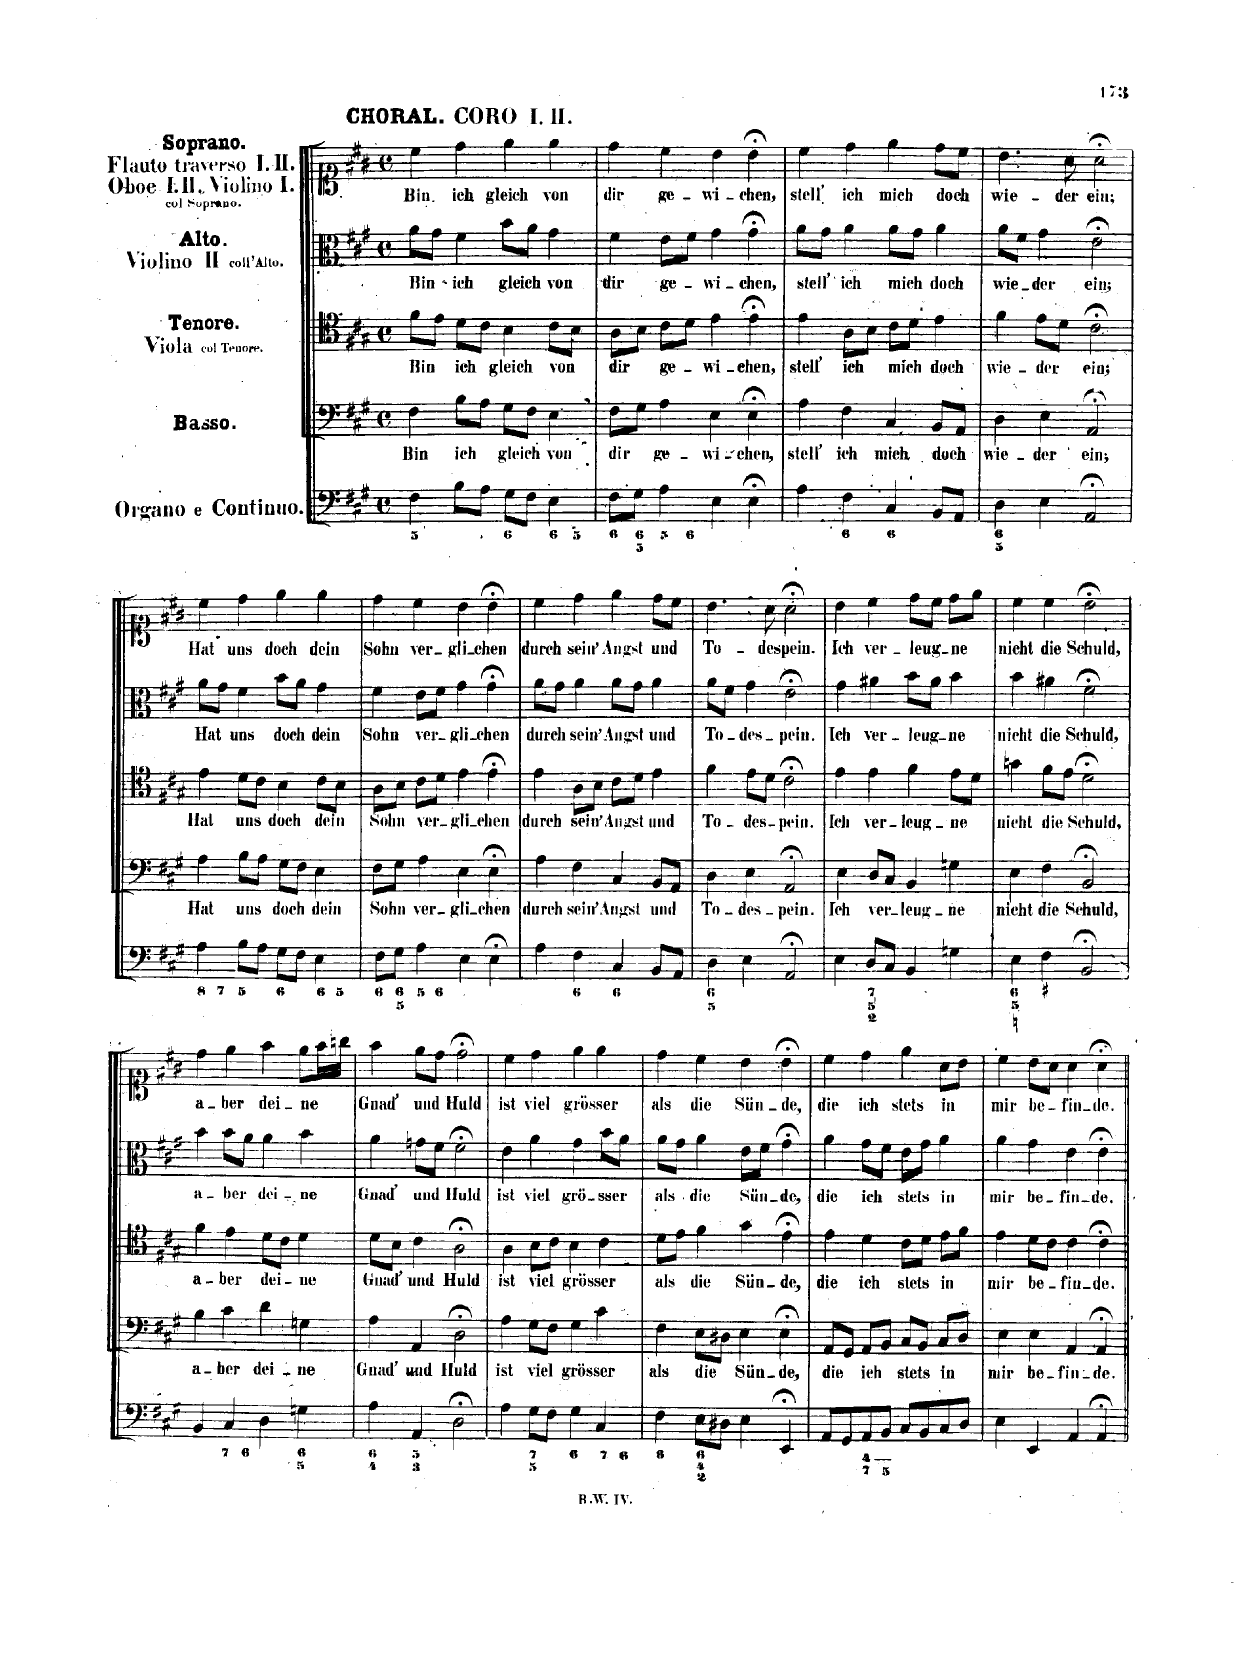 173
CHORAL. CORO I. II.
Soprano.
Flauto traverso I. II.
Oboe I. II., Violino I.
col Soprano.
Bin ich gleich von dir ge - wi - chen, stell' ich mich doch wie - der ein;
Alto.
Violino II coll'Alto.
Bin ich gleich von dir ge - wi - chen, stell' ich mich doch wie - der ein;
Tenore.
Viola col Tenore.
Bin ich gleich von dir ge - wi - chen, stell' ich mich doch wie - der ein;
Basso.
Bin ich gleich von dir ge - wi - chen, stell' ich mich doch wie - der ein;
Organo e Continuo.
Hat uns doch dein Sohn ver - gli - chen durch sein' Angst und To - despein. Ich ver - leug - ne nicht die Schuld,
Hat uns doch dein Sohn ver - gli - chen durch sein' Angst und To - des - pein. Ich ver - leug - ne nicht die Schuld,
Hat uns doch dein Sohn ver - gli - chen durch sein' Angst und To - des - pein. Ich ver - leug - ne nicht die Schuld,
Hat uns doch dein Sohn ver - gli - chen durch sein' Angst und To - des - pein. Ich ver - leug - ne nicht die Schuld,
a - ber dei - ne Gnad' und Huld ist viel grösser als die Sün - de, die ich stets in mir be - fin - de.
a - ber dei - ne Gnad' und Huld ist viel grö - sser als die Sün - de, die ich stets in mir be - fin - de.
a - ber dei - ne Gnad' und Huld ist viel grösser als die Sün - de, die ich stets in mir be - fin - de.
a - ber dei - ne Gnad' und Huld ist viel grösser als die Sün - de, die ich stets in mir be - fin - de.
B.W. IV.